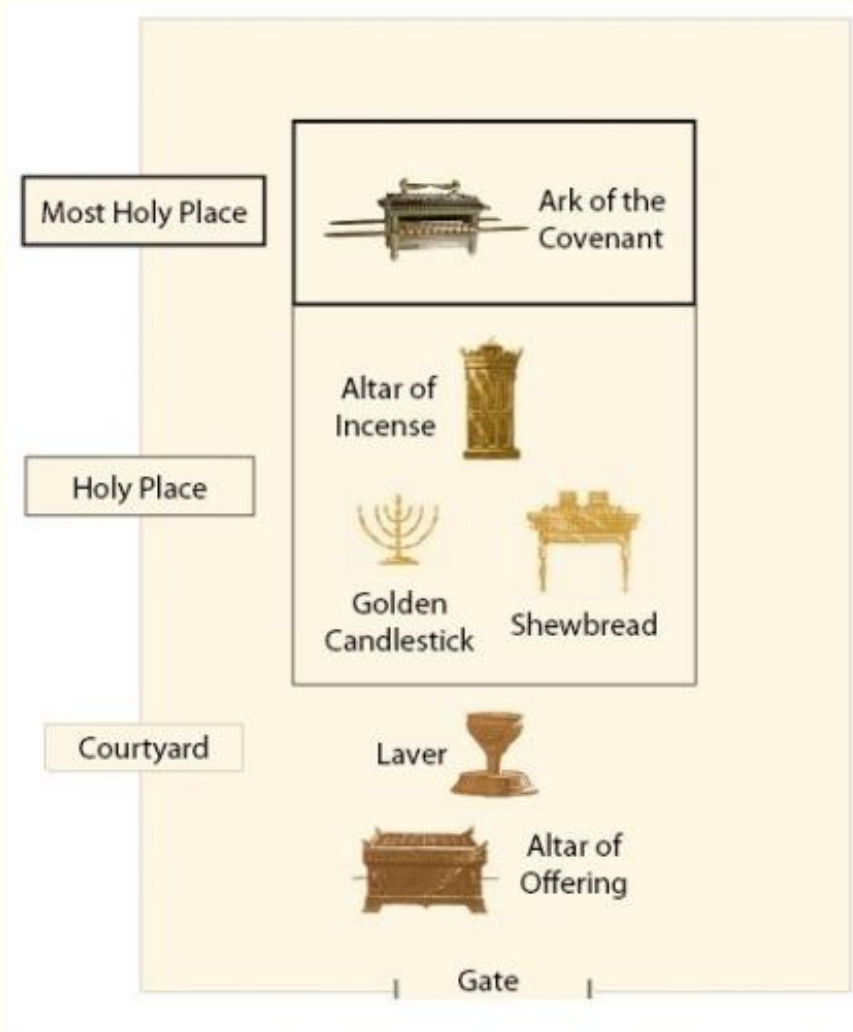 Most Holy Place
Ark of the
Covenant
Altar of
Incense
Holy Place
Golden
Candlestick
Shewbread
Courtyard
Laver
Altar of
Offering
Gate